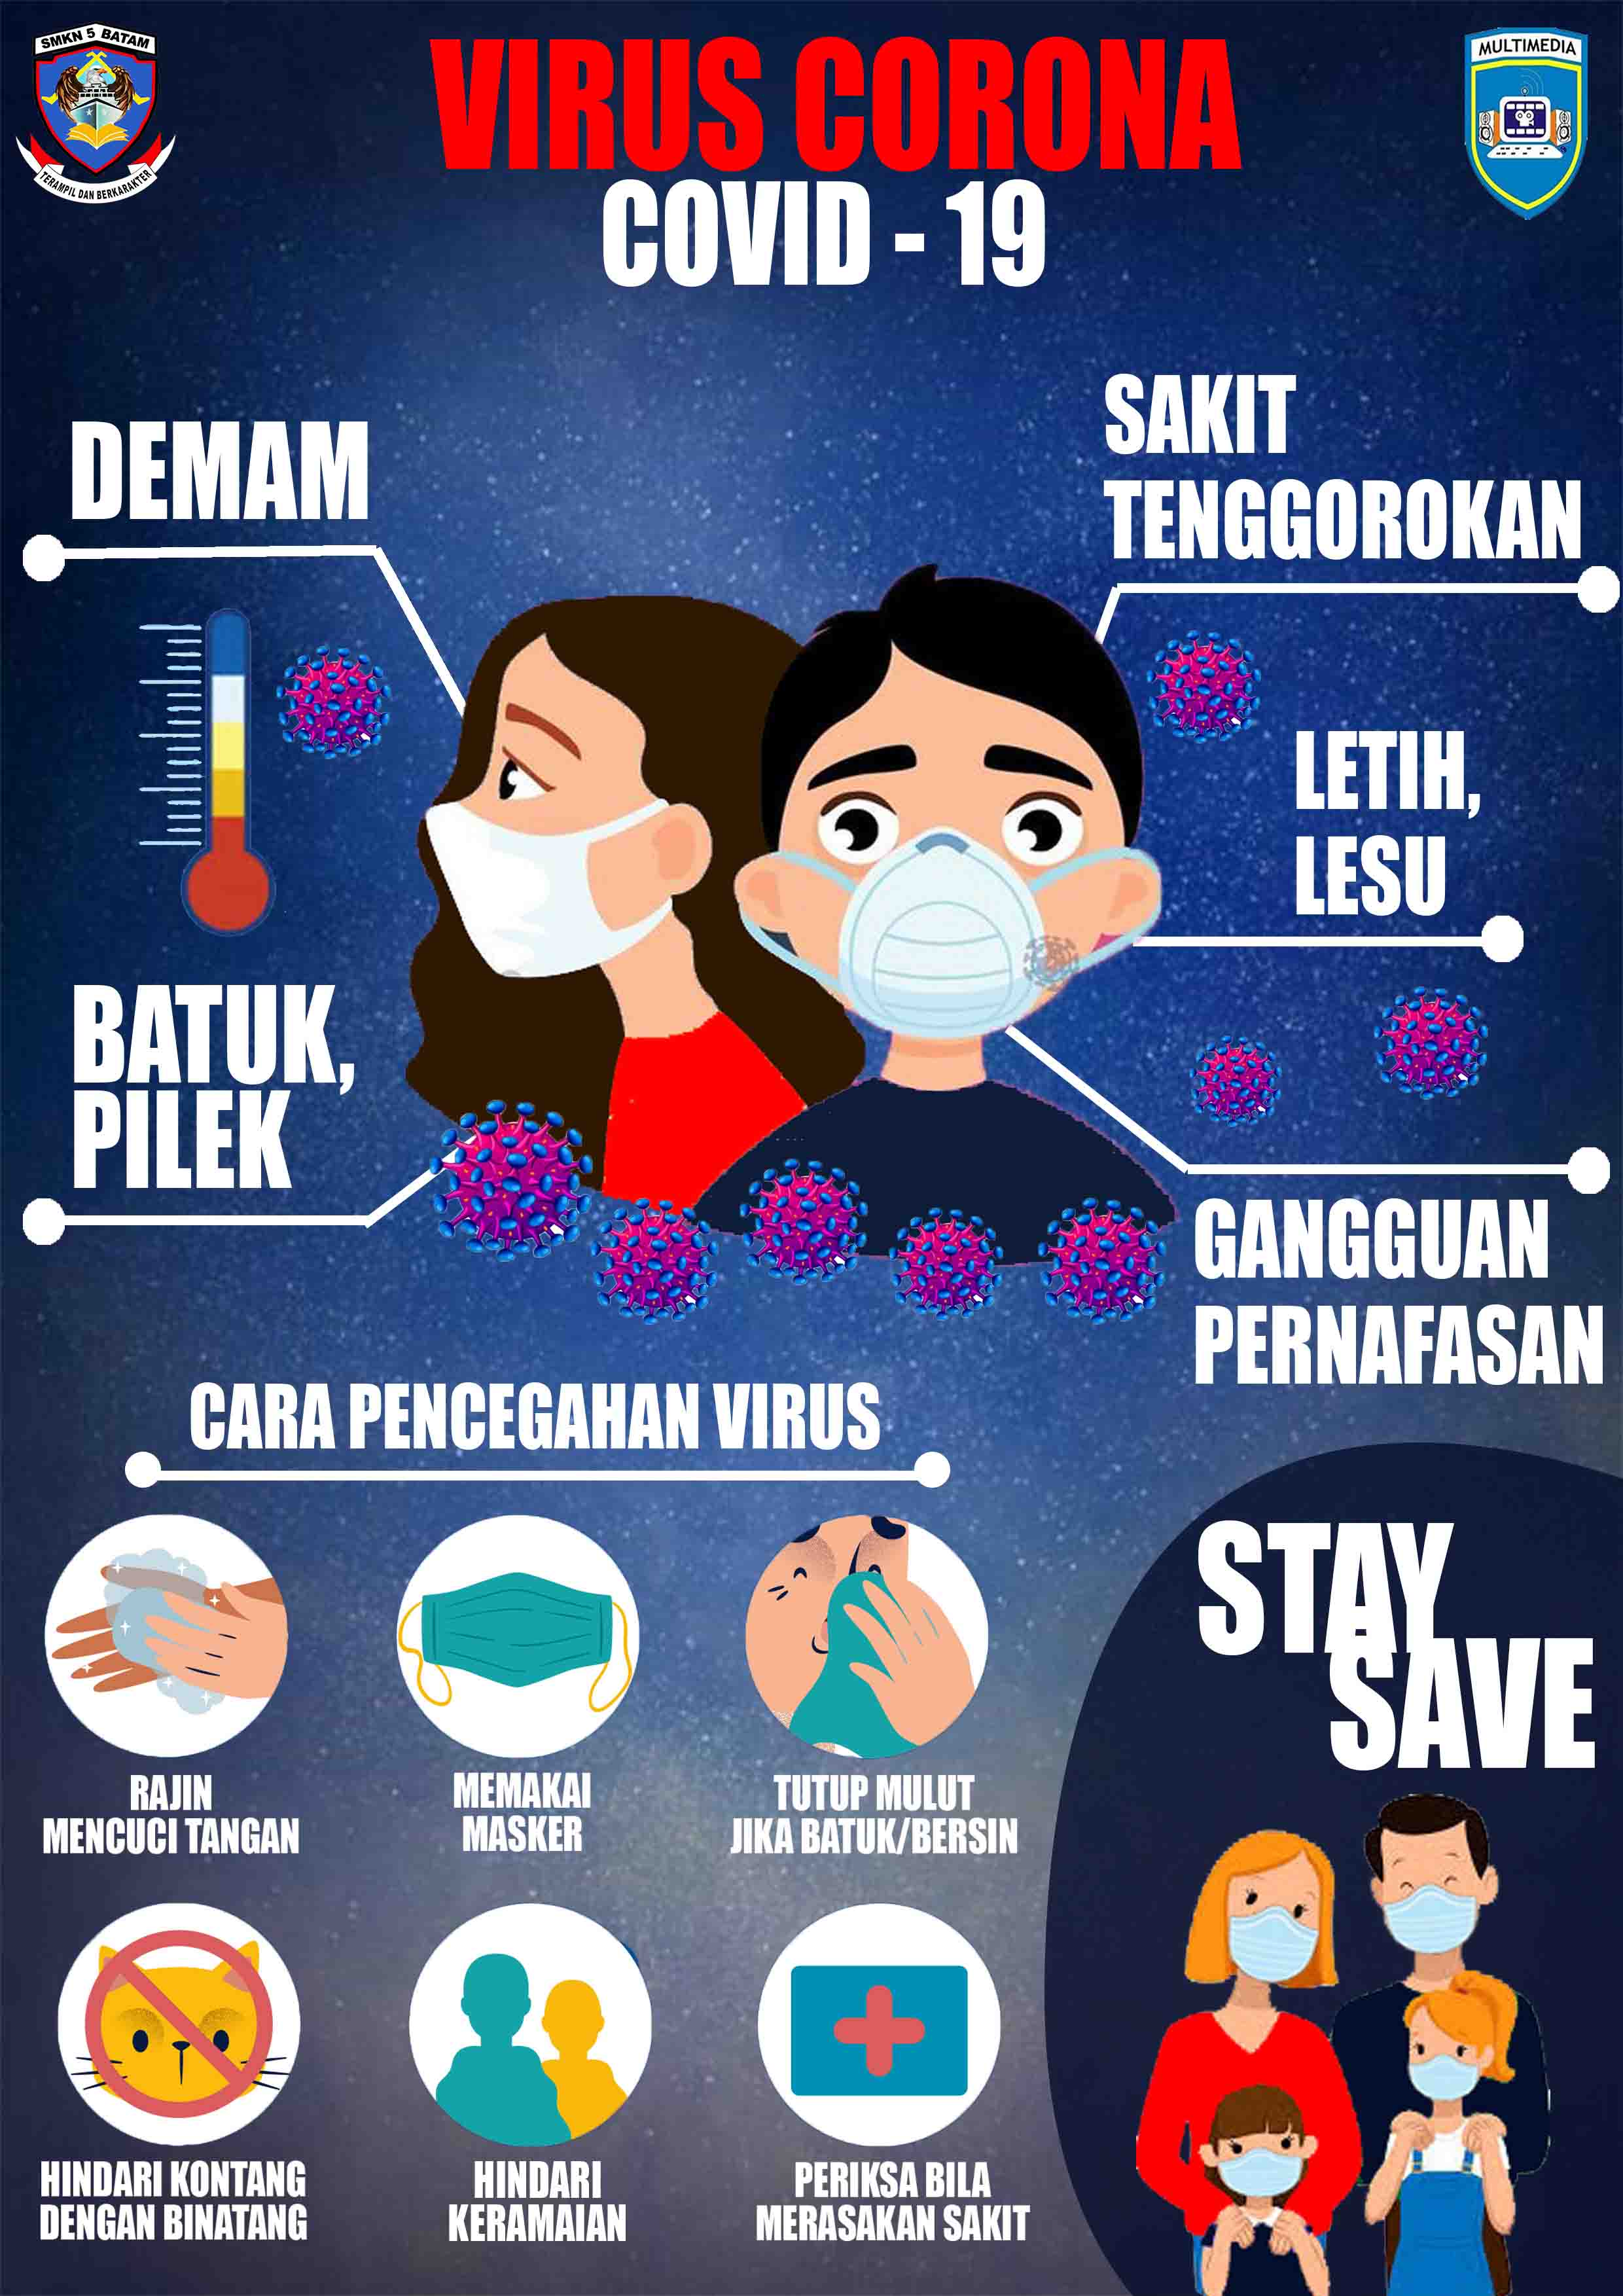 SMKN 5 BATAM
TERAMPIL DAN BERKARAKTER
VIRUS CORONA
COVID - 19
MULTIMEDIA
DEMAM
SAKIT
TENGGOROKAN
LETIH,
LESU
BATUK,
PILEK
GANGGUAN
PERNAFASAN
CARA PENCEGAHAN VIRUS
RAJIN
MENCUCI TANGAN
MEMAKAI
MASKER
TUTUP MULUT
JIKA BATUK/BERSIN
HINDARI KONTANG
DENGAN BINATANG
HINDARI
KERAMAIAN
PERIKSA BILA
MERASAKAN SAKIT
STAY
SAVE